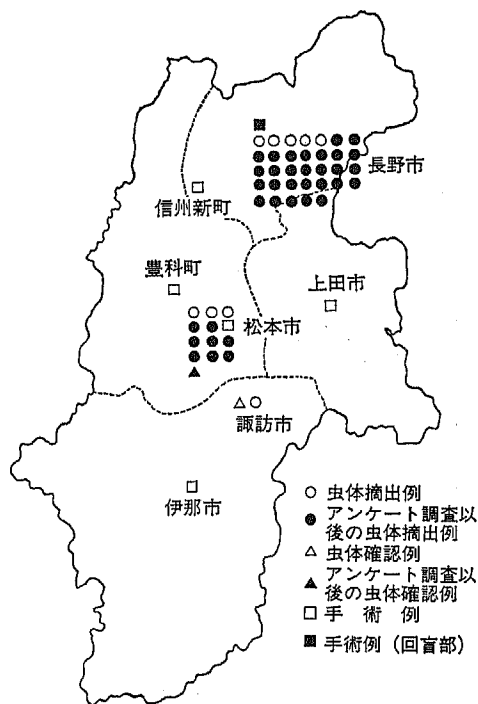 長野市
信州新町
豊科町
上田市
松本市
諏訪市
伊那市
○ 虫体摘出例
● アンケート調査以
後の虫体摘出例
△ 虫体確認例
▲ アンケート調査以
後の虫体確認例
□ 手術例
■ 手術例（回盲部）